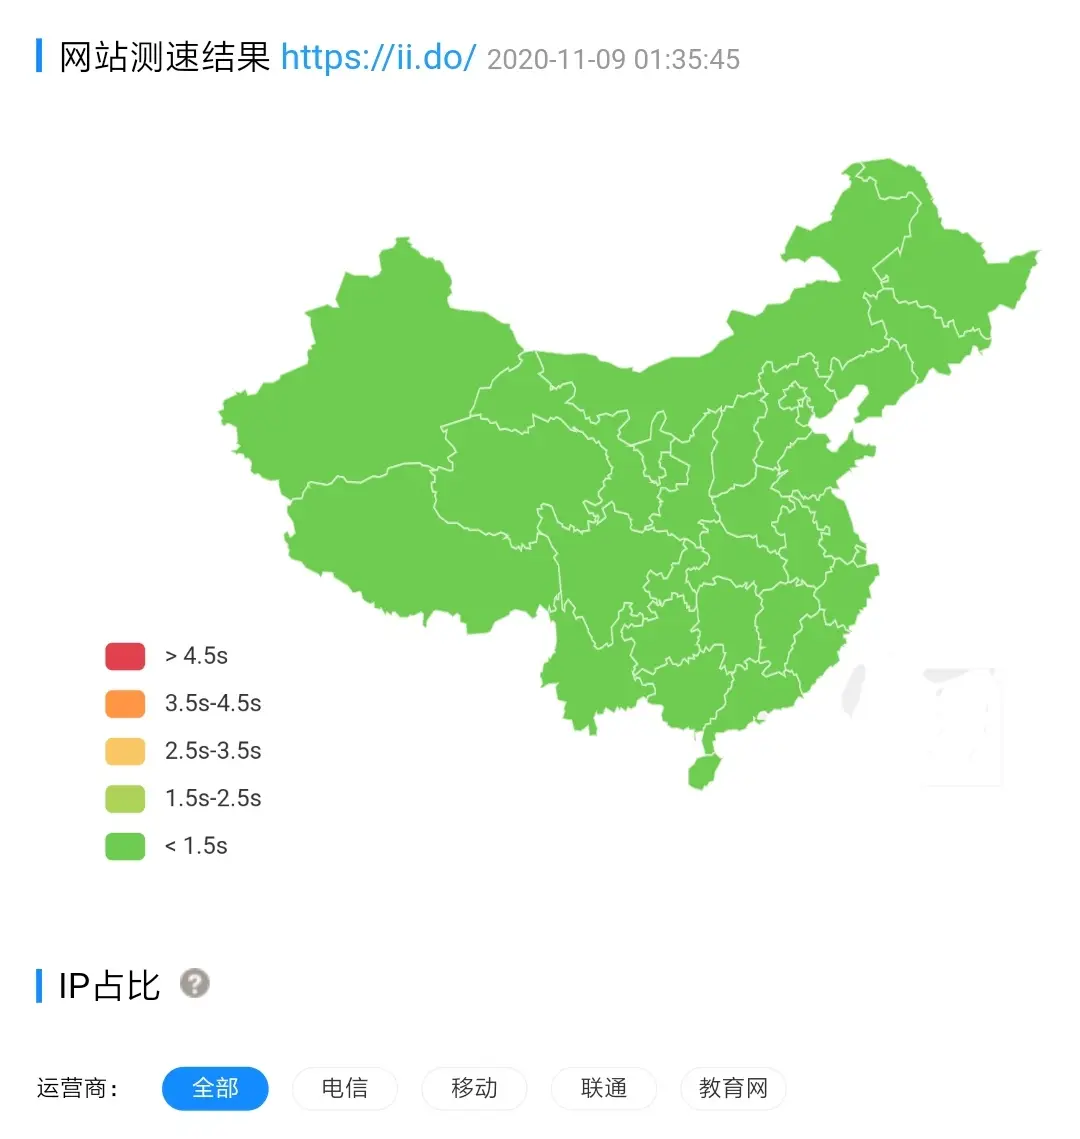 网站测速结果 https://ii.do/ 2020-11-09 01:35:45
> 4.5s
3.5s-4.5s
2.5s-3.5s
1.5s-2.5s
< 1.5s
IP占比 ?
运营商: 全部 电信 移动 联通 教育网